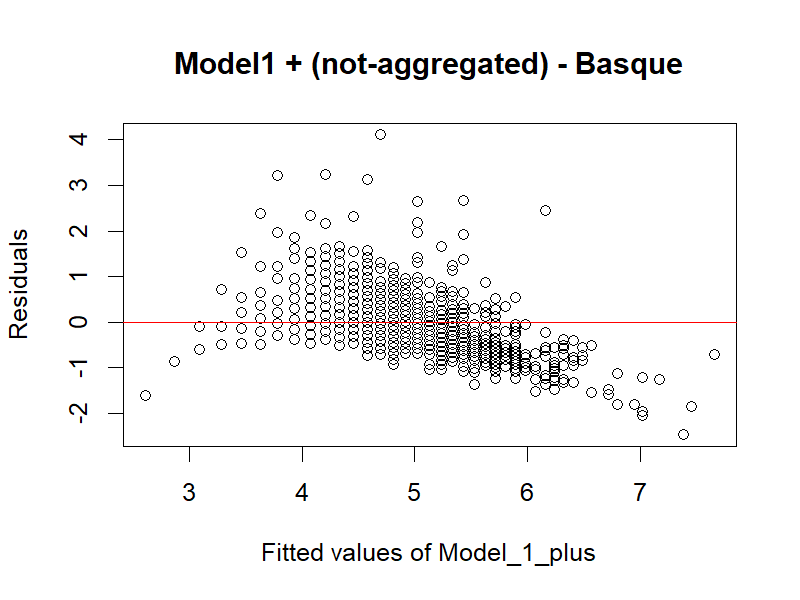 Model1 + (not-aggregated) - Basque
Residuals
4
3
2
1
0
-1
-2
3 4 5 6 7
Fitted values of Model_1_plus